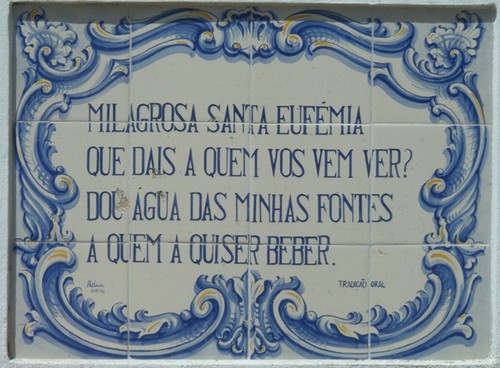 MILAGROSA SANTA EUFÉMIA
QUE DAIS A QUEM VOS VEM VER?
DOU ÁGUA DAS MINHAS FONTES
A QUEM A QUISER BEBER.
TRADIÇÃO ORAL